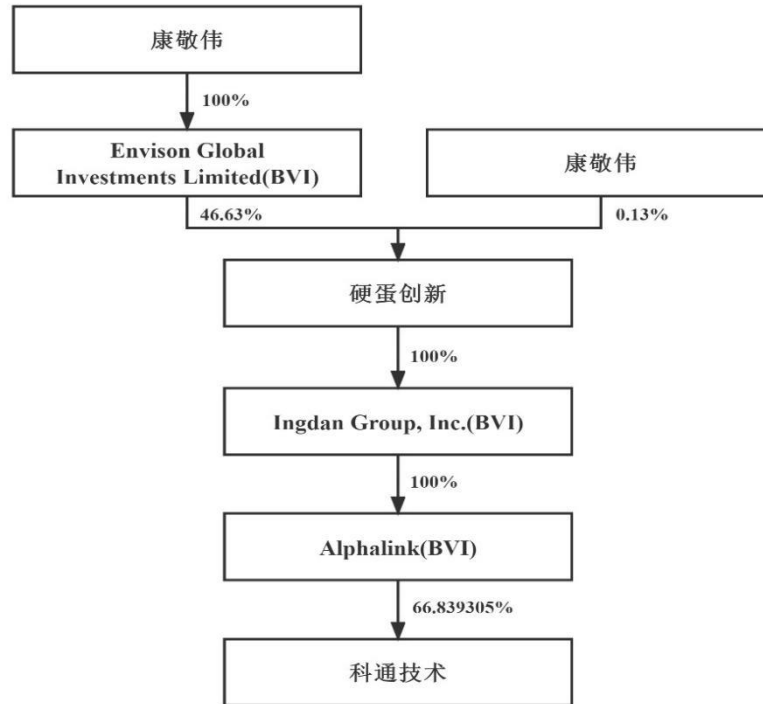 康敬伟
100%
Envison Global
Investments Limited(BVI)
康敬伟
46.63%
0.13%
硬蛋创新
100%
Ingdan Group, Inc.(BVI)
100%
Alphalink(BVI)
66.839305%
科通技术